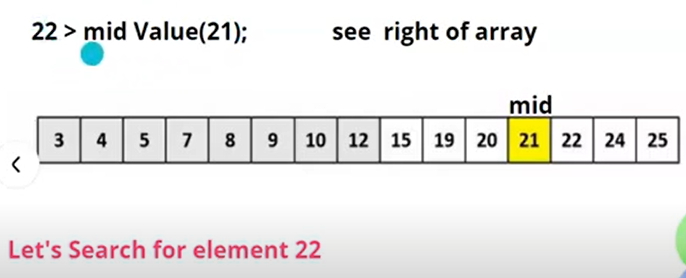 22 > mid Value(21); see right of array
mid
3 4 5 7 8 9 10 12 15 19 20 21 22 24 25
Let's Search for element 22